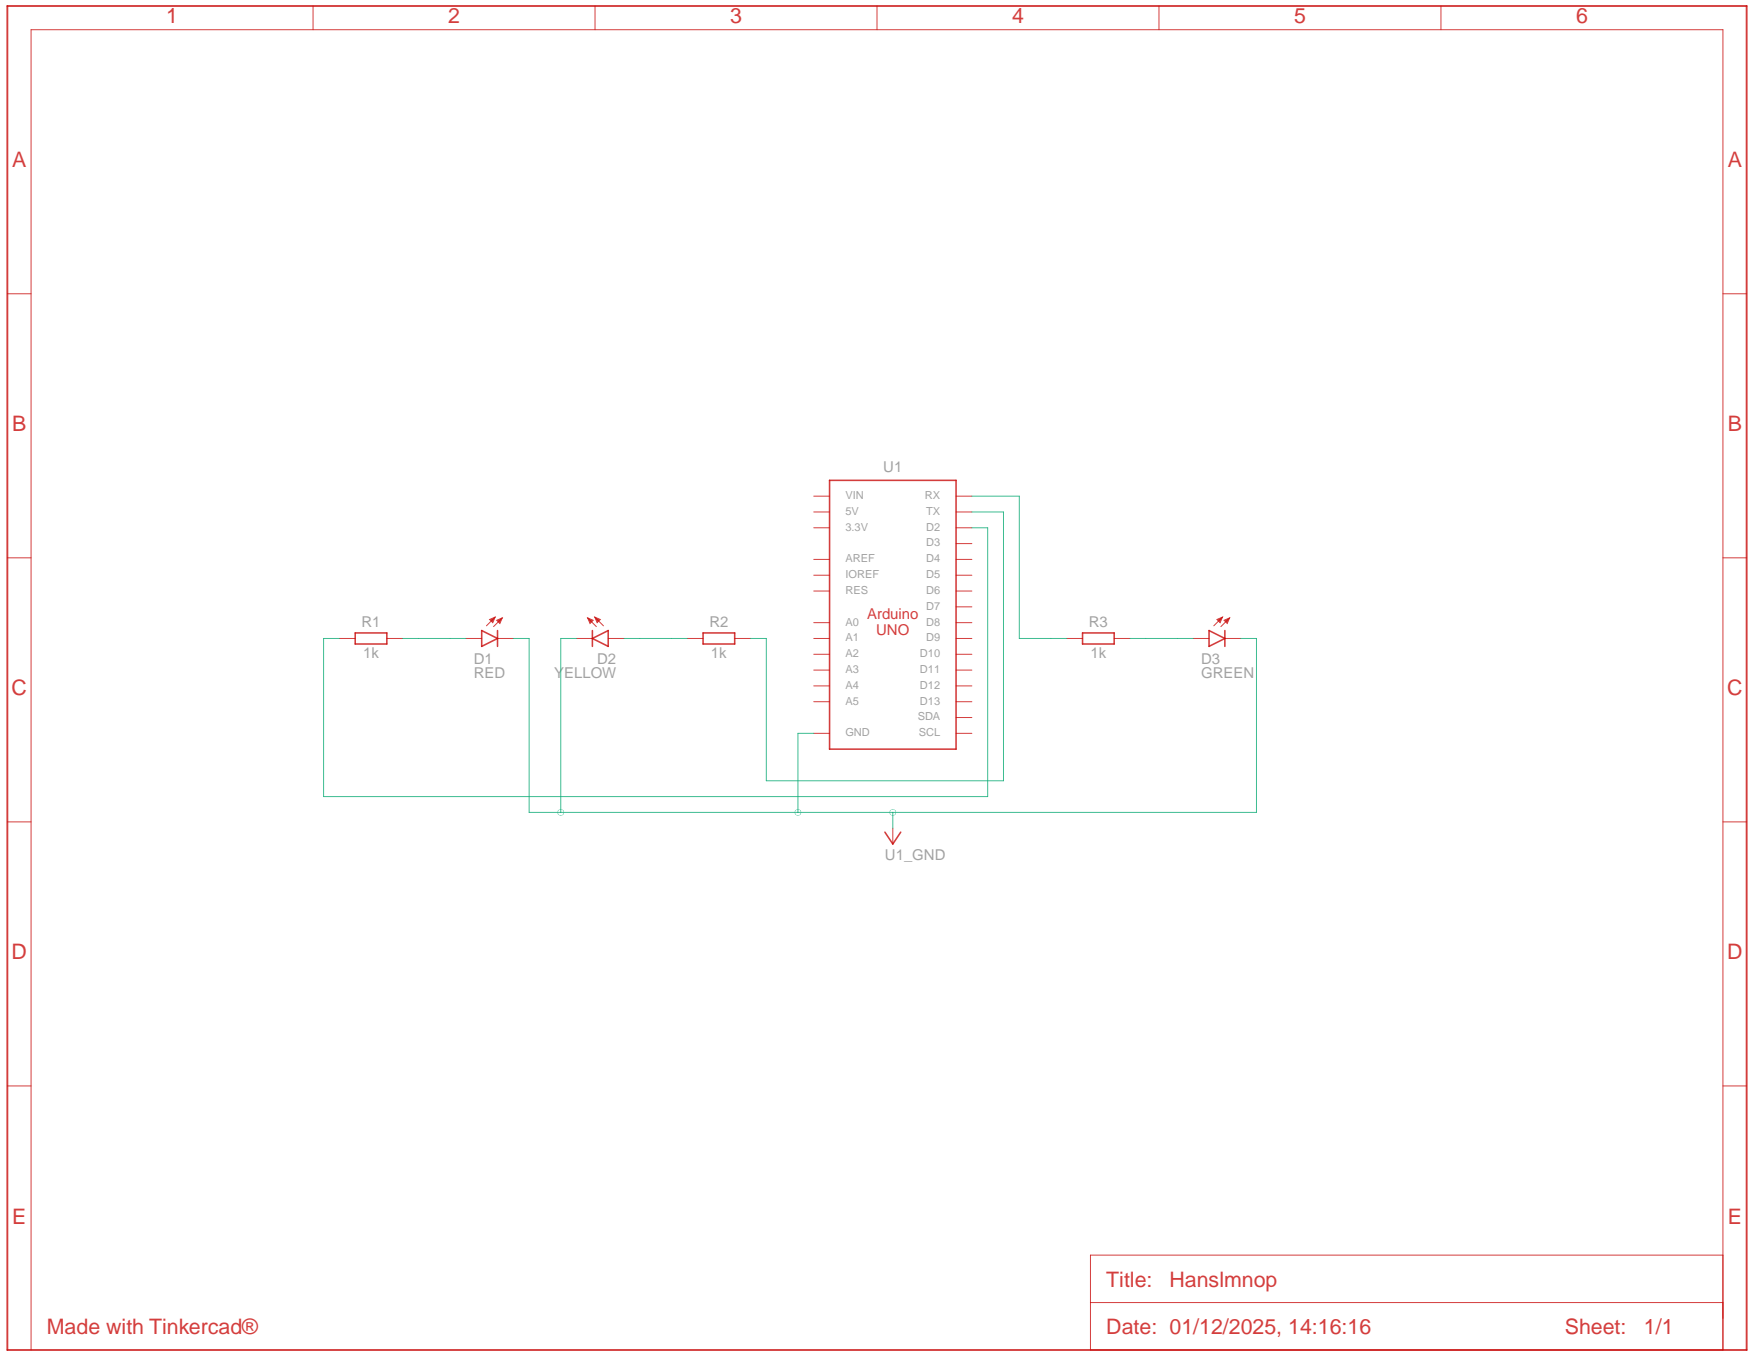 1 2 3 4 5 6
A A
B B
U1
VIN RX
5V TX
3.3V D2
D3
AREF D4
IOREF D5
RES D6
D7
Arduino
UNO
A0 D8
A1 D9
A2 D10
A3 D11
A4 D12
A5 D13
SDA
GND SCL
R1
1k
D1
RED
D2
YELLOW
R2
1k
R3
1k
D3
GREEN
C C
U1_GND
D D
E E
Title: Hanslmnop
Date: 01/12/2025, 14:16:16 Sheet: 1/1
Made with Tinkercad®